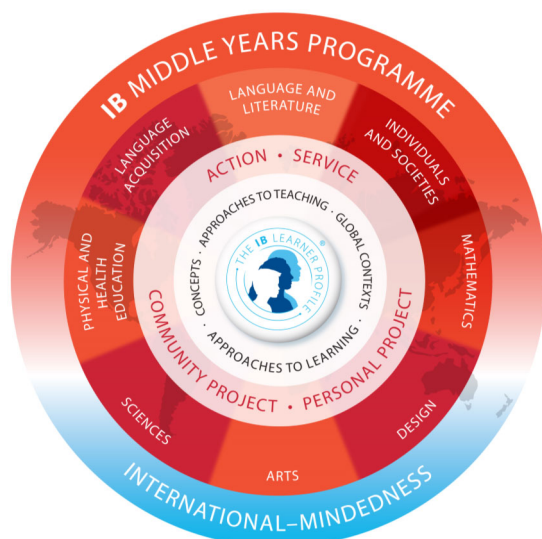 IB MIDDLE YEARS PROGRAMME
LANGUAGE AND
LITERATURE
INDIVIDUALS
AND SOCIETIES
MATHEMATICS
DESIGN
ARTS
SCIENCES
PHYSICAL AND
HEALTH
EDUCATION
LANGUAGE
ACQUISITION
ACTION • SERVICE
PERSONAL PROJECT
COMMUNITY PROJECT •
APPROACHES TO TEACHING ·
GLOBAL CONTEXTS ·
APPROACHES TO LEARNING ·
CONCEPTS ·
THE IB LEARNER PROFILE
®
INTERNATIONAL–MINDEDNESS